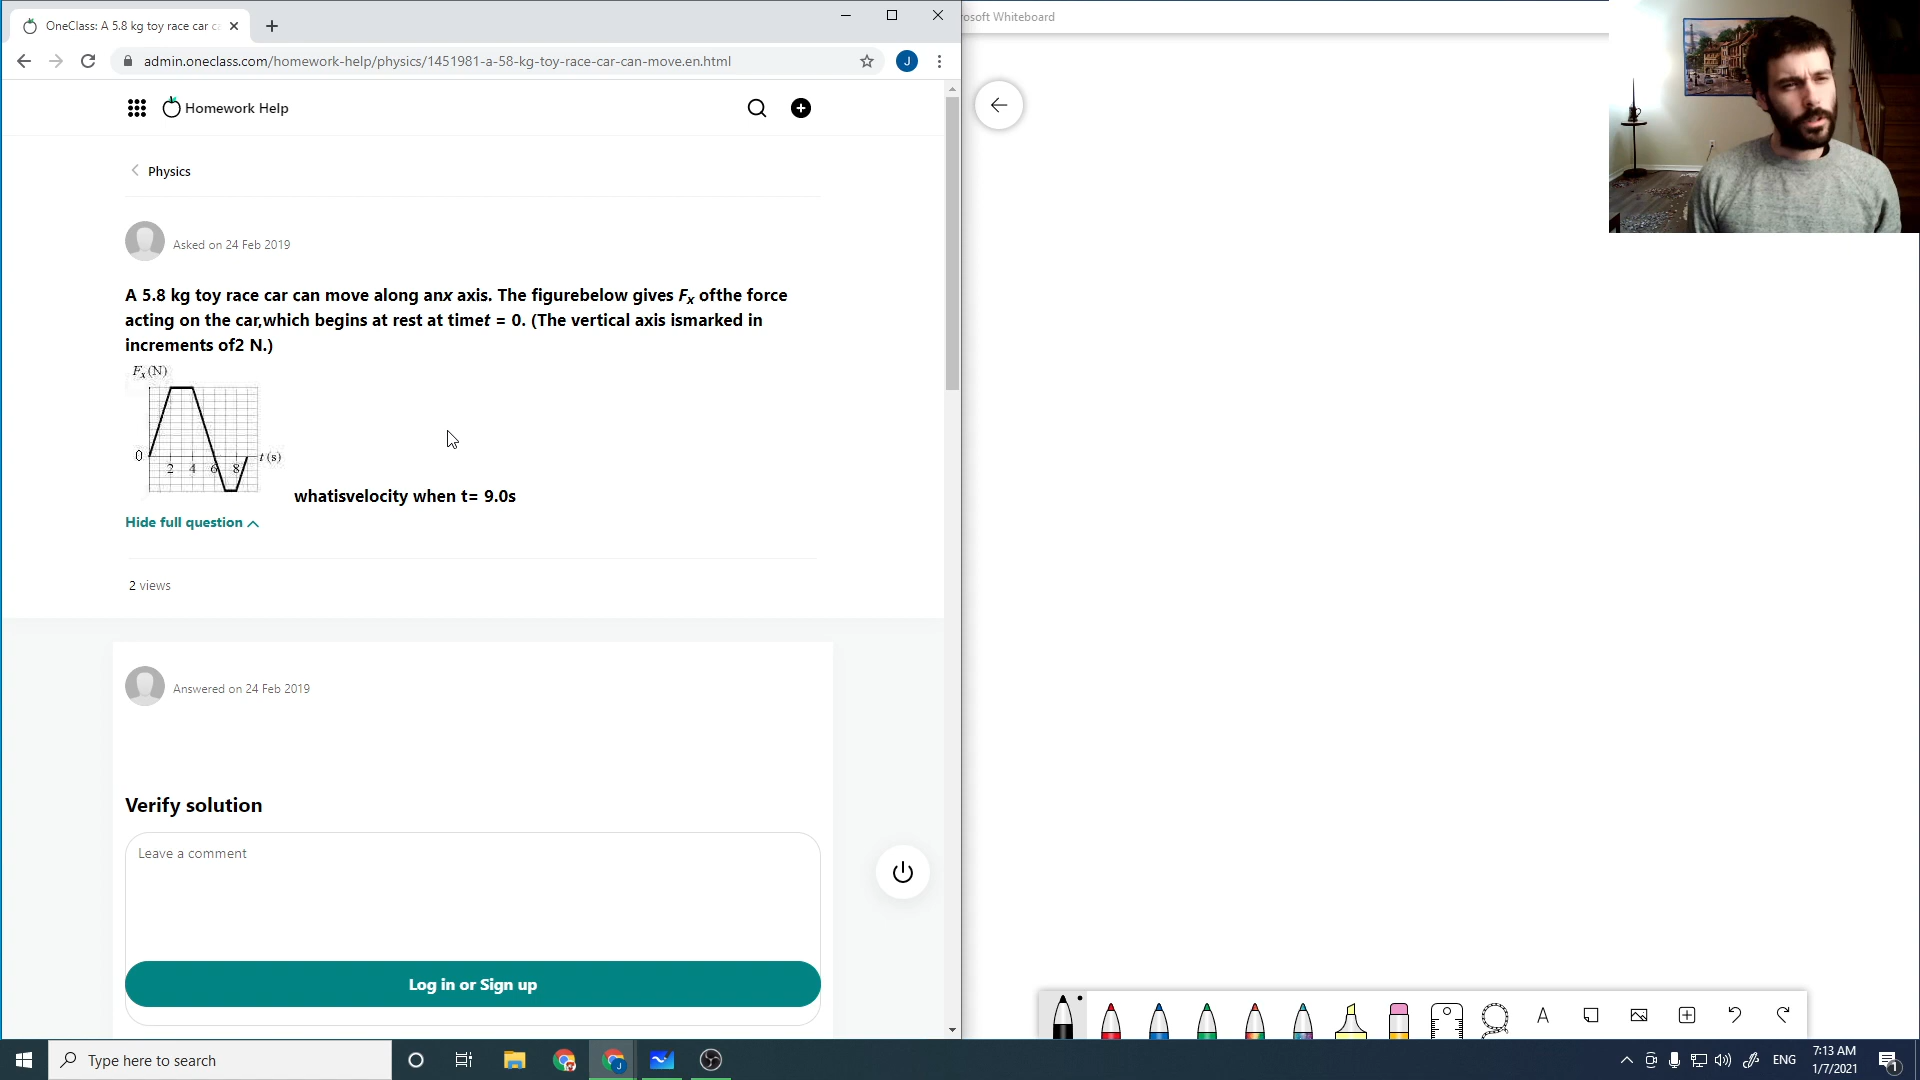 OneClass: A 5.8 kg toy race car ca
rosoft Whiteboard
admin.oneclass.com/homework-help/physics/1451981-a-58-kg-toy-race-car-can-move.en.html
J
Homework Help
Physics
Asked on 24 Feb 2019
A 5.8 kg toy race car can move along anx axis. The figurebelow gives Fx ofthe force
acting on the car,which begins at rest at timet = 0. (The vertical axis ismarked in
increments of2 N.)
Fx (N)
0
2 4 6 8
t (s)
whatisvelocity when t= 9.0s
Hide full question
2 views
Answered on 24 Feb 2019
Verify solution
Leave a comment
Log in or Sign up
A
Type here to search
J
ENG
7:13 AM
1/7/2021
1